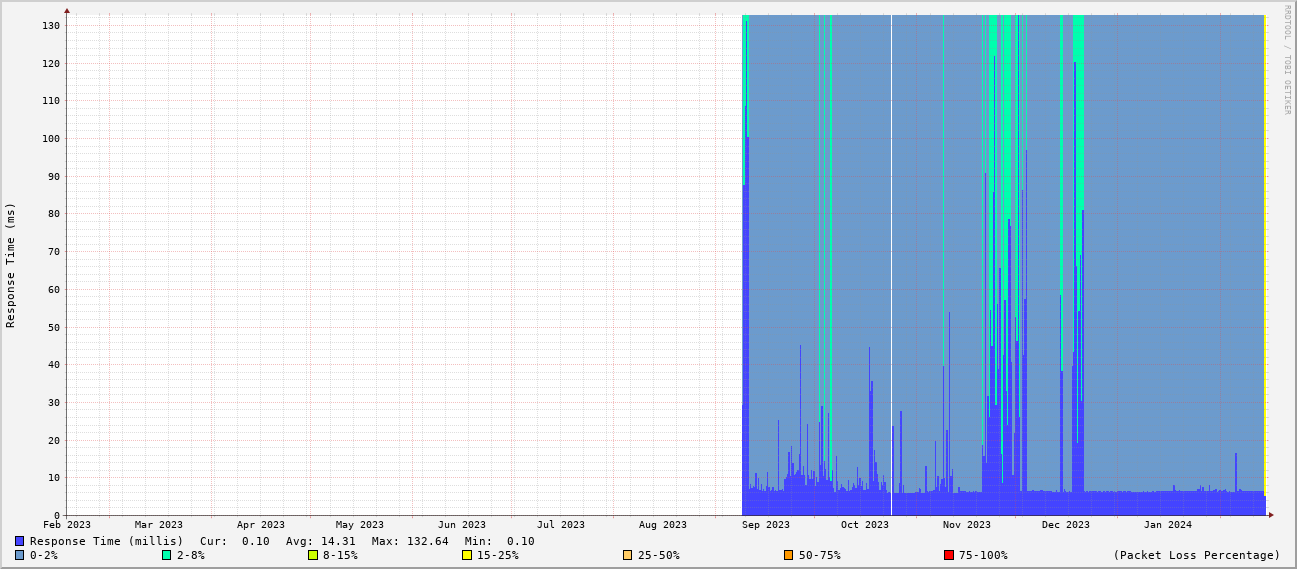 RRDTOOL / TOBI OETIKER
Response Time (ms)
130
120
110
100
90
80
70
60
50
40
30
20
10
0
Feb 2023 Mar 2023 Apr 2023 May 2023 Jun 2023 Jul 2023 Aug 2023 Sep 2023 Oct 2023 Nov 2023 Dec 2023 Jan 2024
Response Time (millis) Cur: 0.10 Avg: 14.31 Max: 132.64 Min: 0.10
0-2% 2-8% 8-15% 15-25% 25-50% 50-75% 75-100% (Packet Loss Percentage)